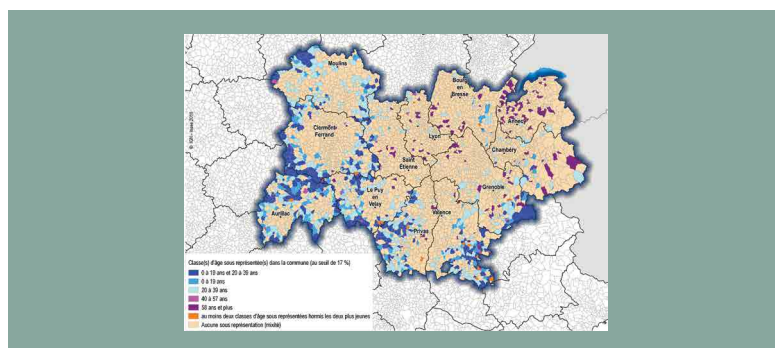 Moulins
Bourg
en
Bresse
Annecy
Clermont-
Ferrand
Lyon
Chambéry
Saint
Étienne
Grenoble
Le Puy
en
Velay
Valence
Aurillac
Privas
Classe(s) d'âge sous représentée(s) dans la commune (au seuil de 17 %)
0 à 19 ans et 20 à 39 ans
0 à 19 ans
20 à 39 ans
40 à 57 ans
58 ans et plus
au moins deux classes d'âge sous représentées hormis les deux plus jeunes
Aucune sous représentation (mixité)